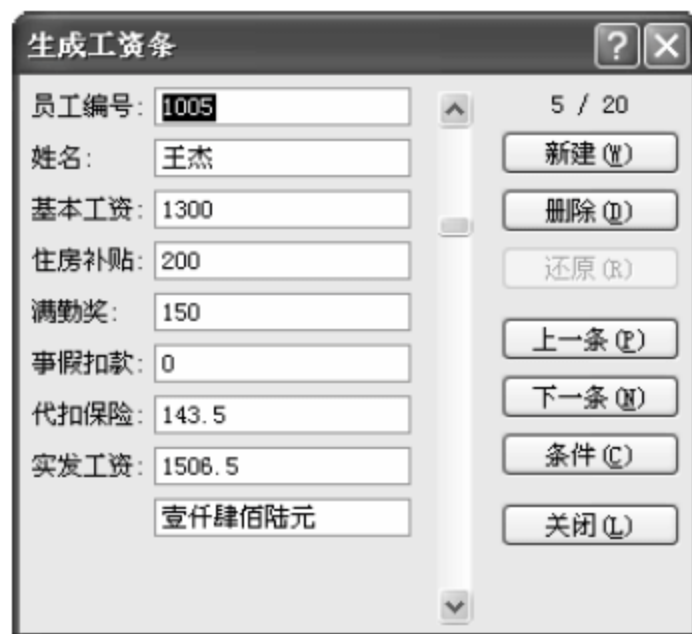 生成工资条
员工编号: 1005
姓名: 王杰
基本工资: 1300
住房补贴: 200
满勤奖: 150
事假扣款: 0
代扣保险: 143.5
实发工资: 1506.5
壹仟肆佰陆元
5 / 20
新建(W)
删除(D)
还原(R)
上一条(P)
下一条(N)
条件(C)
关闭(L)